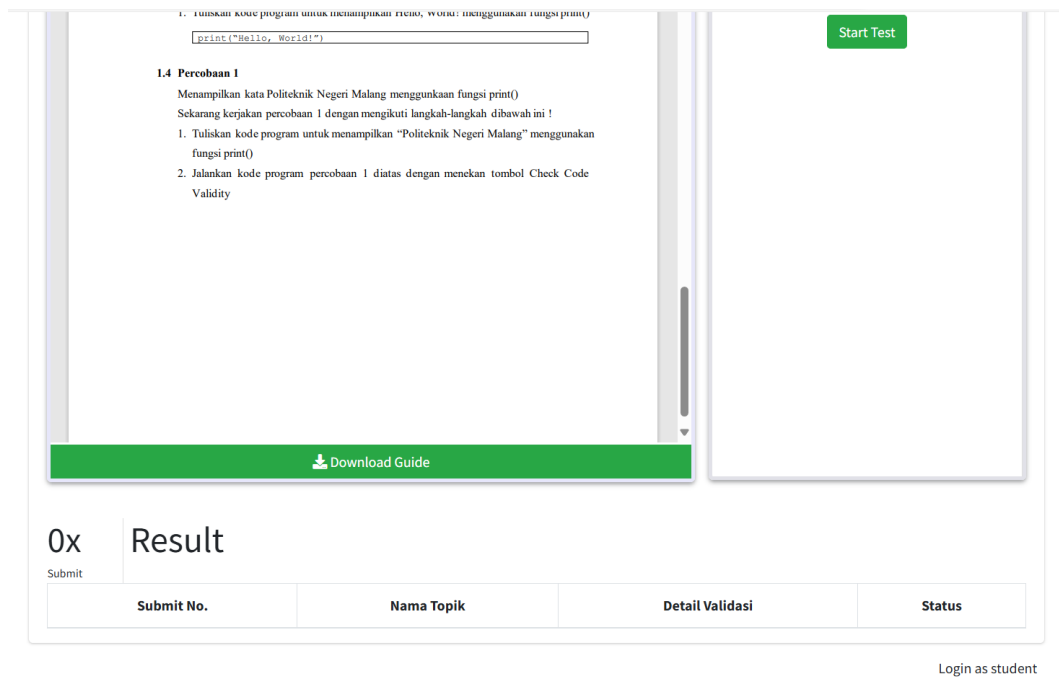 1. Tuliskan kode program untuk menampilkan Hello, World! menggunakan fungsi print()
print("Hello, World!")
1.4 Percobaan 1
Menampilkan kata Politeknik Negeri Malang menggunkaan fungsi print()
Sekarang kerjakan percobaan 1 dengan mengikuti langkah-langkah dibawah ini !
1. Tuliskan kode program untuk menampilkan “Politeknik Negeri Malang” menggunakan
fungsi print()
2. Jalankan kode program percobaan 1 diatas dengan menekan tombol Check Code
Validity
Download Guide
Start Test
0x
Submit
Result
Submit No. Nama Topik Detail Validasi Status
Login as student